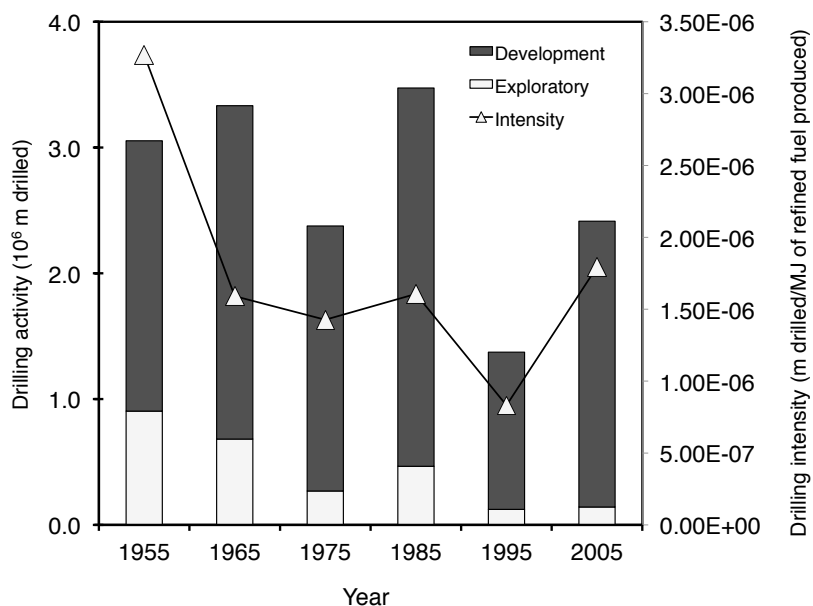 4.0
3.0
2.0
1.0
0.0
Drilling activity (10⁶ m drilled)
Development
Exploratory
Intensity
3.50E-06
3.00E-06
2.50E-06
2.00E-06
1.50E-06
1.00E-06
5.00E-07
0.00E+00
Drilling intensity (m drilled/MJ of refined fuel produced)
1955 1965 1975 1985 1995 2005
Year